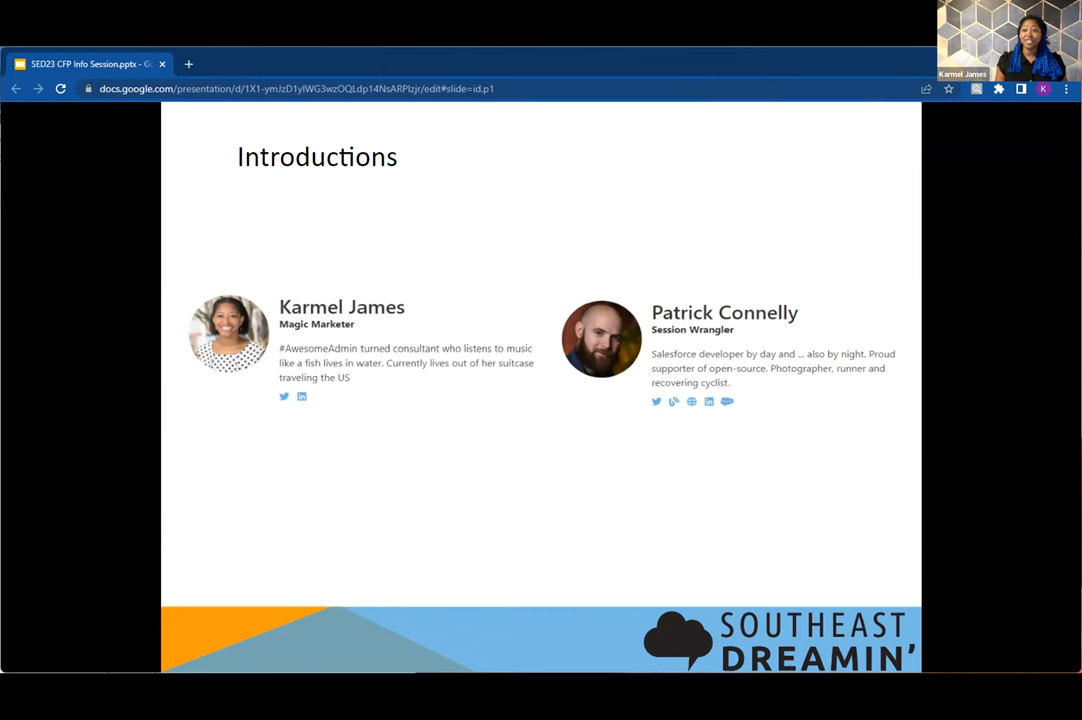 SED23 CFP Info Session.pptx - Go
docs.google.com/presentation/d/1X1-ymJzD1ylWG3wzOQLdp14NsARPIzjr/edit#slide=id.p1
K
Karmel James
Introductions
Karmel James
Magic Marketer
#AwesomeAdmin turned consultant who listens to music
like a fish lives in water. Currently lives out of her suitcase
traveling the US
Patrick Connelly
Session Wrangler
Salesforce developer by day and ... also by night. Proud
supporter of open-source. Photographer, runner and
recovering cyclist.
SOUTHEAST
DREAMIN'